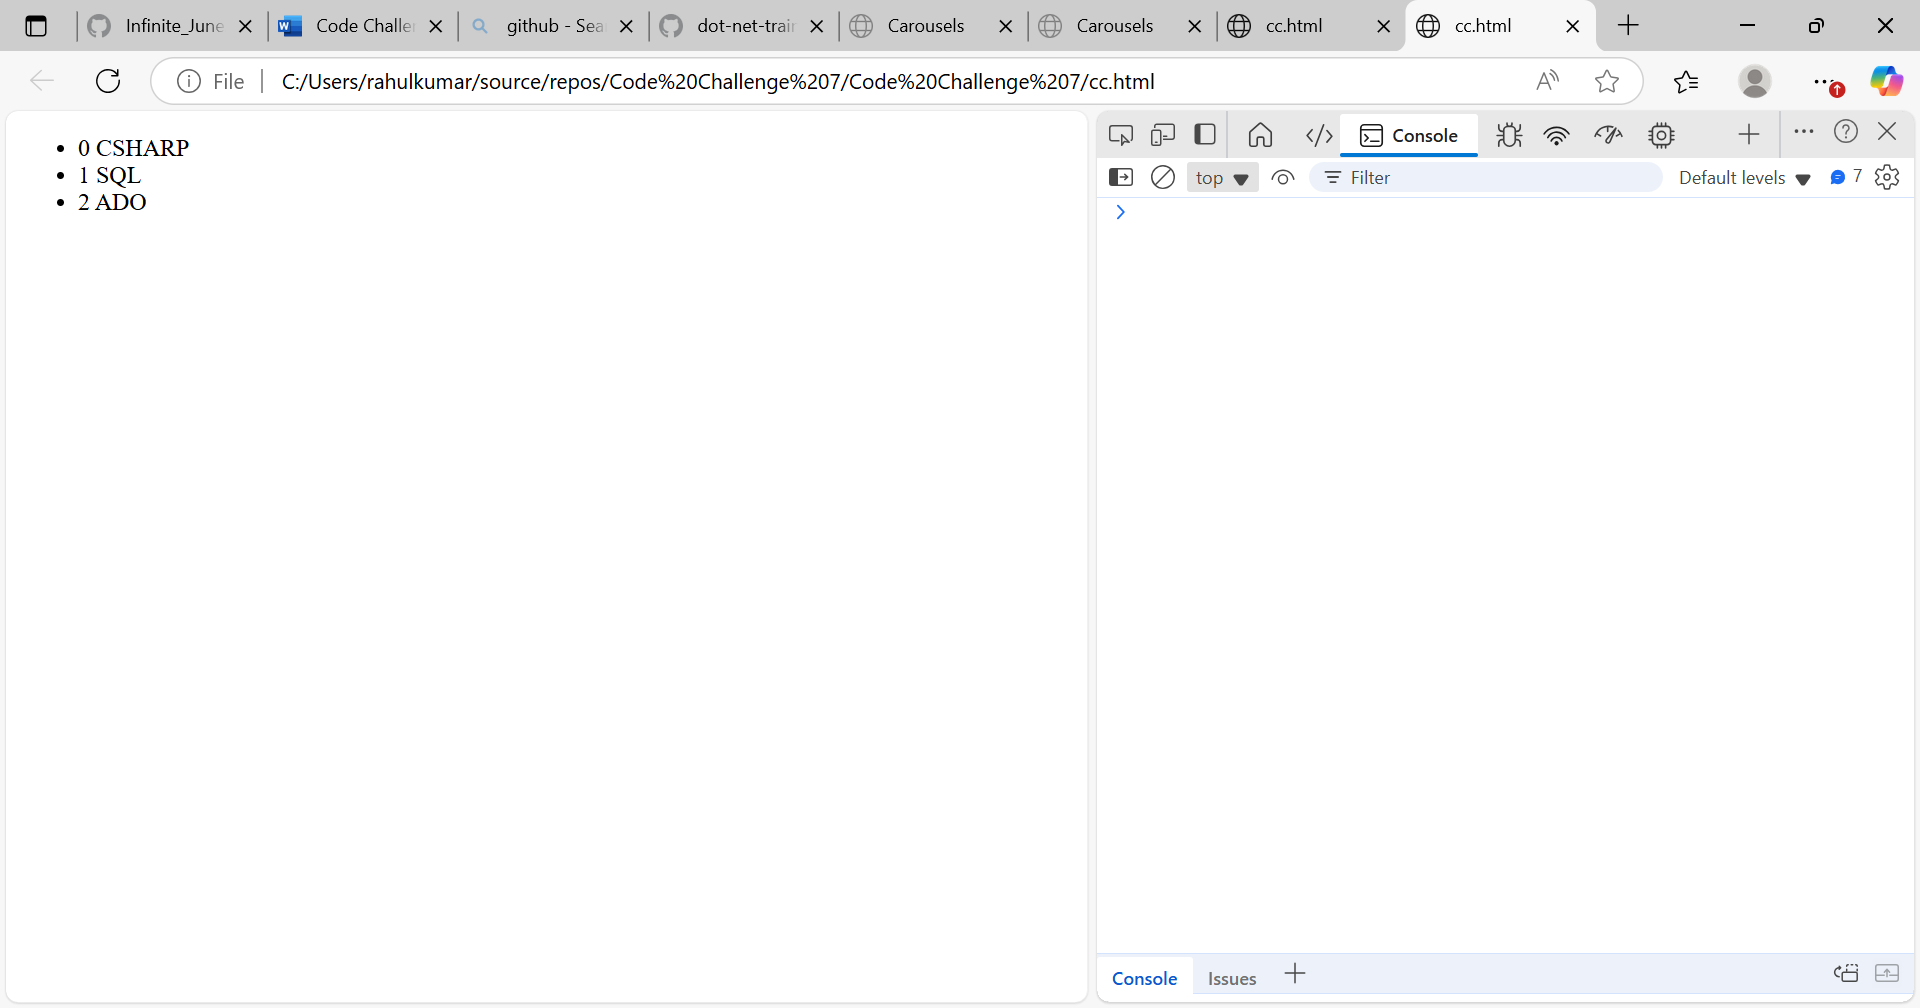 Infinite_June
Code Challe
github - Sea
dot-net-train
Carousels
Carousels
cc.html
cc.html
File
C:/Users/rahulkumar/source/repos/Code%20Challenge%207/Code%20Challenge%207/cc.html
• 0 CSHARP
• 1 SQL
• 2 ADO
Console
top
Filter
Default levels
7
Console
Issues